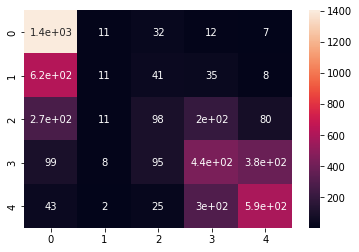 0 1.4e+03 11 32 12 7 1400
1 6.2e+02 11 41 35 8 1200
1000
2 2.7e+02 11 98 2e+02 80 800
600
3 99 8 95 4.4e+02 3.8e+02 400
4 43 2 25 3e+02 5.9e+02 200
0 1 2 3 4